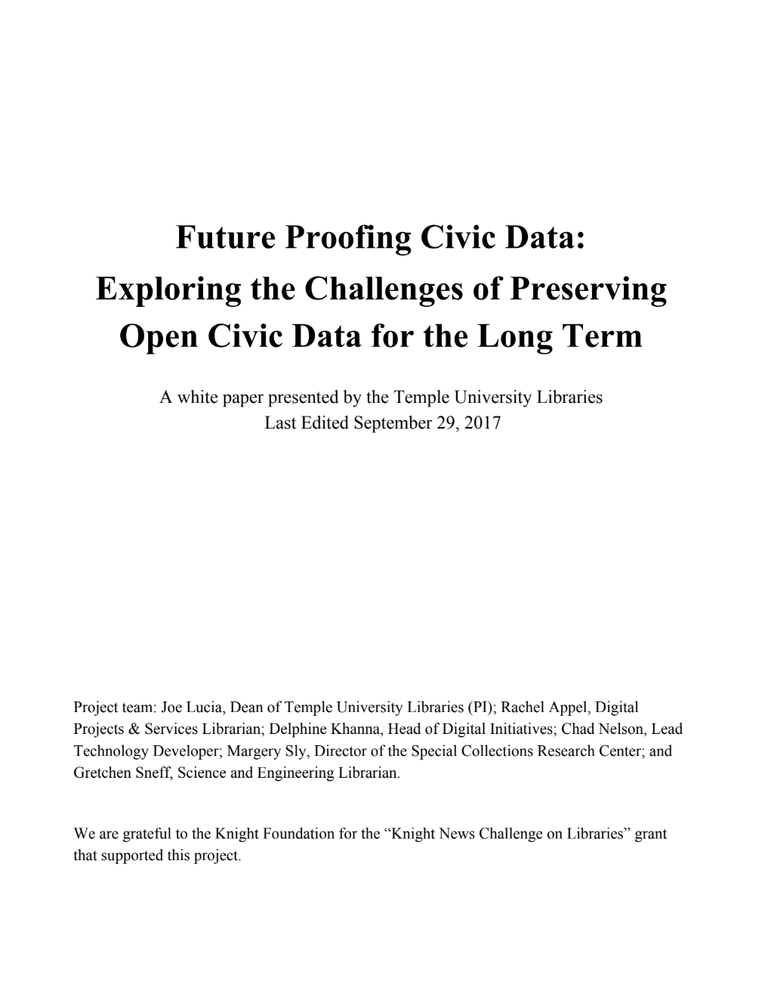 Future Proofing Civic Data:
Exploring the Challenges of Preserving
Open Civic Data for the Long Term
A white paper presented by the Temple University Libraries
Last Edited September 29, 2017
Project team: Joe Lucia, Dean of Temple University Libraries (PI); Rachel Appel, Digital
Projects & Services Librarian; Delphine Khanna, Head of Digital Initiatives; Chad Nelson, Lead
Technology Developer; Margery Sly, Director of the Special Collections Research Center; and
Gretchen Sneff, Science and Engineering Librarian.
We are grateful to the Knight Foundation for the “Knight News Challenge on Libraries” grant
that supported this project.